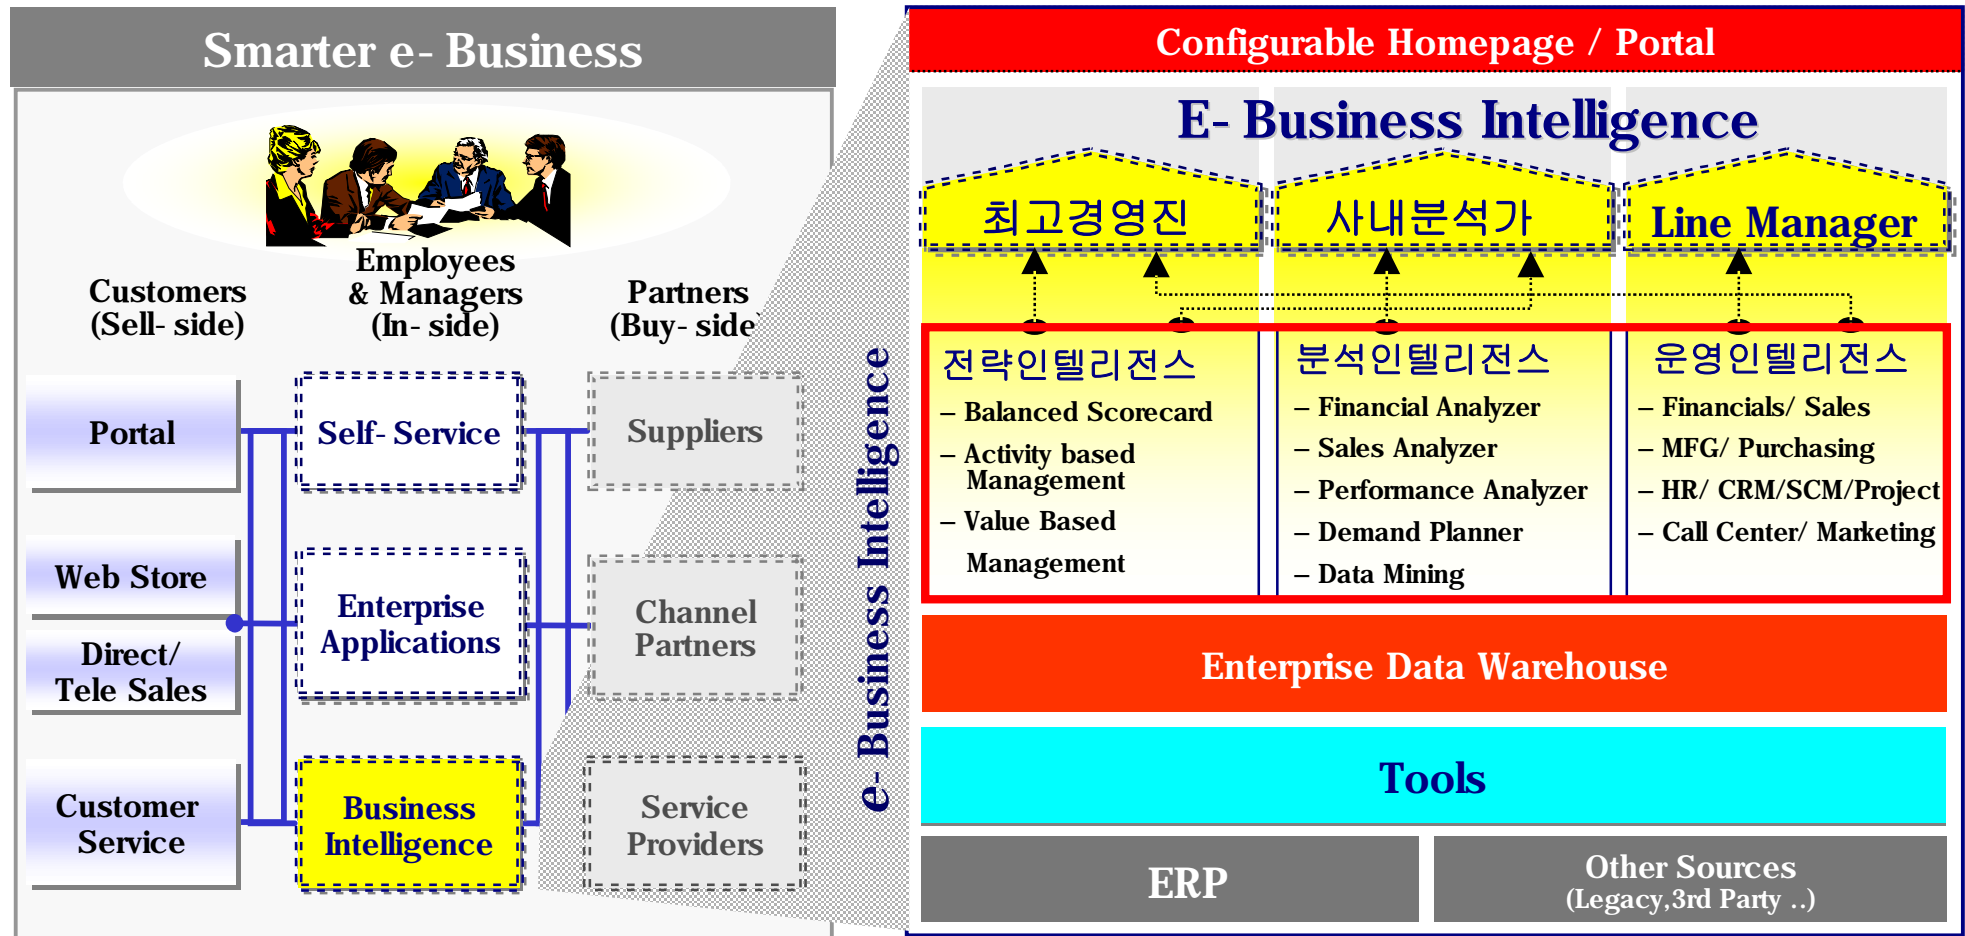 Smarter e- Business
Employees
& Managers
(In- side)
Customers
(Sell- side)
Partners
(Buy- side)
Portal
Self- Service
Suppliers
Web Store
Direct/
Tele Sales
Enterprise
Applications
Channel
Partners
Customer
Service
Business
Intelligence
Service
Providers
e- Business Intelligence
Configurable Homepage / Portal
E- Business Intelligence
최고경영진
사내분석가
Line Manager
전략인텔리전스
– Balanced Scorecard
– Activity based
Management
– Value Based
Management
분석인텔리전스
– Financial Analyzer
– Sales Analyzer
– Performance Analyzer
– Demand Planner
– Data Mining
운영인텔리전스
– Financials/ Sales
– MFG/ Purchasing
– HR/ CRM/SCM/Project
– Call Center/ Marketing
Enterprise Data Warehouse
Tools
ERP
Other Sources
(Legacy,3rd Party ..)